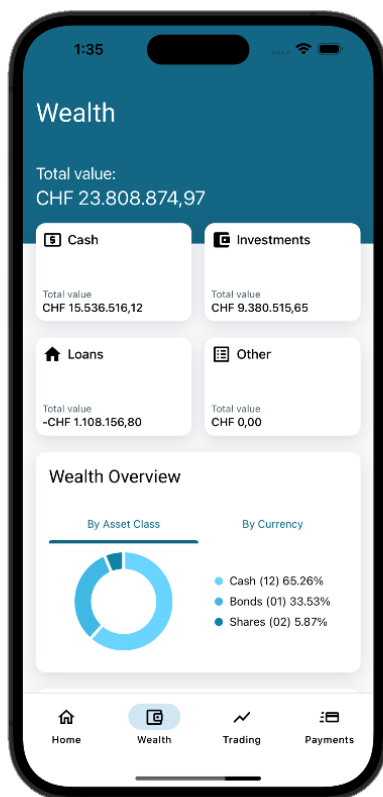 1:35
Wealth
Total value:
CHF 23.808.874,97
Cash
Total value
CHF 15.536.516,12
Investments
Total value
CHF 9.380.515,65
Loans
Total value
-CHF 1.108.156,80
Other
Total value
CHF 0,00
Wealth Overview
By Asset Class
By Currency
Cash (12) 65.26%
Bonds (01) 33.53%
Shares (02) 5.87%
Home
Wealth
Trading
Payments